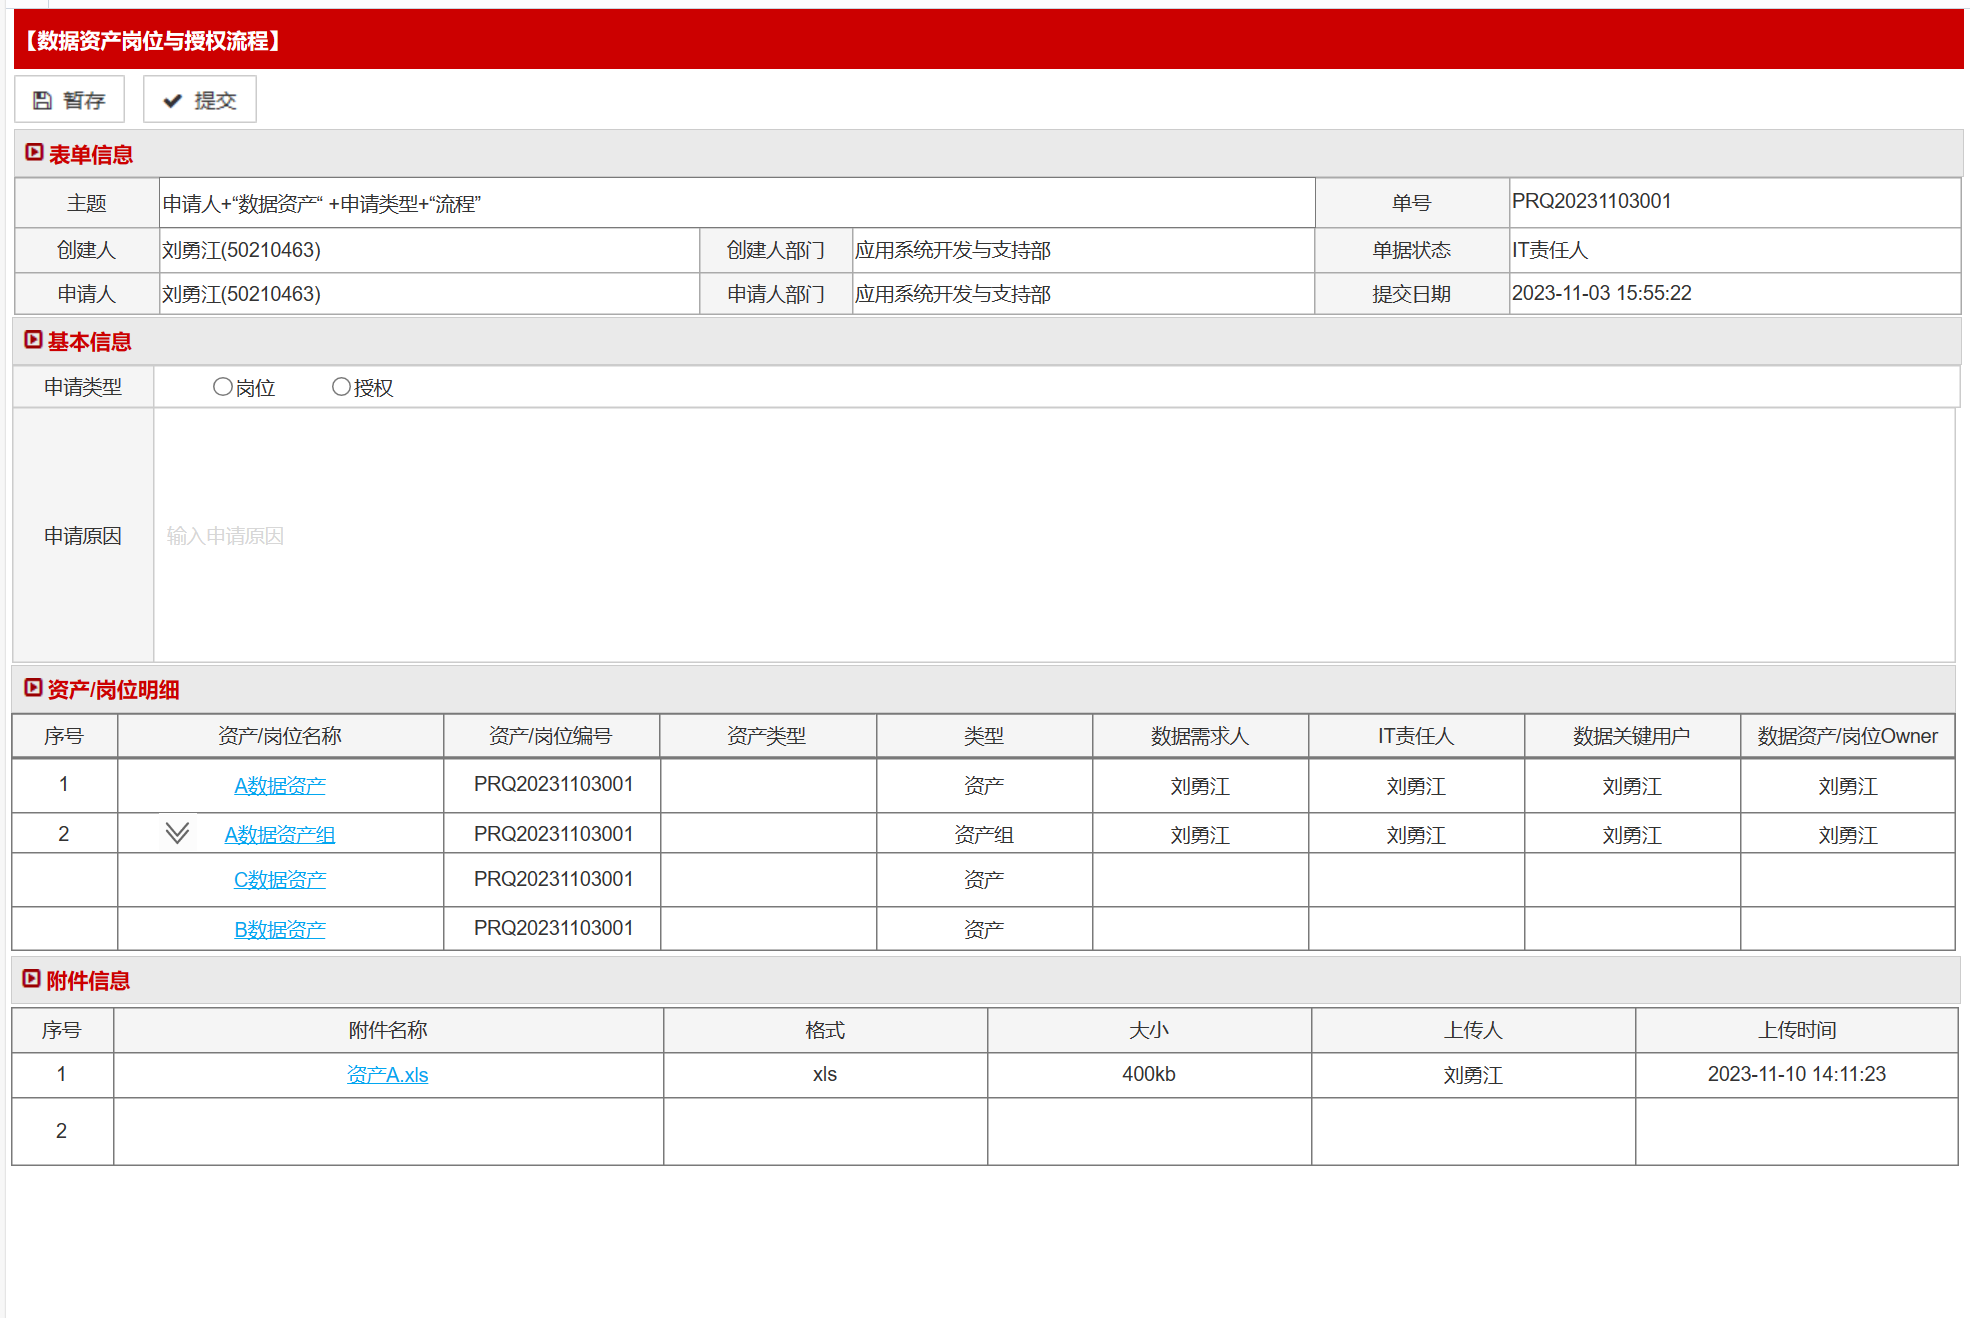 【数据资产岗位与授权流程】
暂存 提交
表单信息
主题 申请人+“数据资产“ +申请类型+“流程” 单号 PRQ20231103001
创建人 刘勇江(50210463) 创建人部门 应用系统开发与支持部 单据状态 IT责任人
申请人 刘勇江(50210463) 申请人部门 应用系统开发与支持部 提交日期 2023-11-03 15:55:22
基本信息
申请类型 岗位 授权
申请原因 输入申请原因
资产/岗位明细
序号 资产/岗位名称 资产/岗位编号 资产类型 类型 数据需求人 IT责任人 数据关键用户 数据资产/岗位Owner
1 A数据资产 PRQ20231103001 资产 刘勇江 刘勇江 刘勇江 刘勇江
2 A数据资产组 PRQ20231103001 资产组 刘勇江 刘勇江 刘勇江 刘勇江
C数据资产 PRQ20231103001 资产
B数据资产 PRQ20231103001 资产
附件信息
序号 附件名称 格式 大小 上传人 上传时间
1 资产A.xls xls 400kb 刘勇江 2023-11-10 14:11:23
2